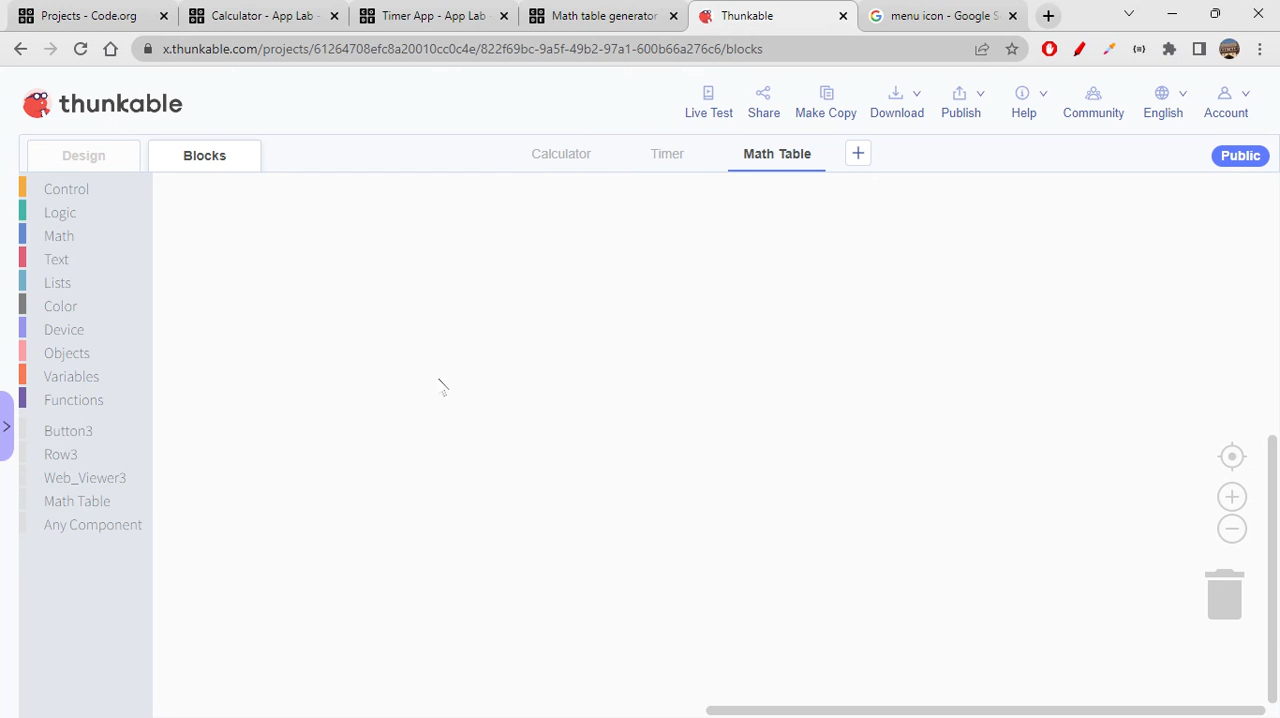 Projects - Code.org
Calculator - App Lab -
Timer App - App Lab -
Math table generator
Thunkable
menu icon - Google Se
x.thunkable.com/projects/61264708efc8a20010cc0c4e/822f69bc-9a5f-49b2-97a1-600b66a276c6/blocks
thunkable
Live Test
Share
Make Copy
Download
Publish
Help
Community
English
Account
Design
Blocks
Calculator
Timer
Math Table
Public
Control
Logic
Math
Text
Lists
Color
Device
Objects
Variables
Functions
Button3
Row3
Web_Viewer3
Math Table
Any Component